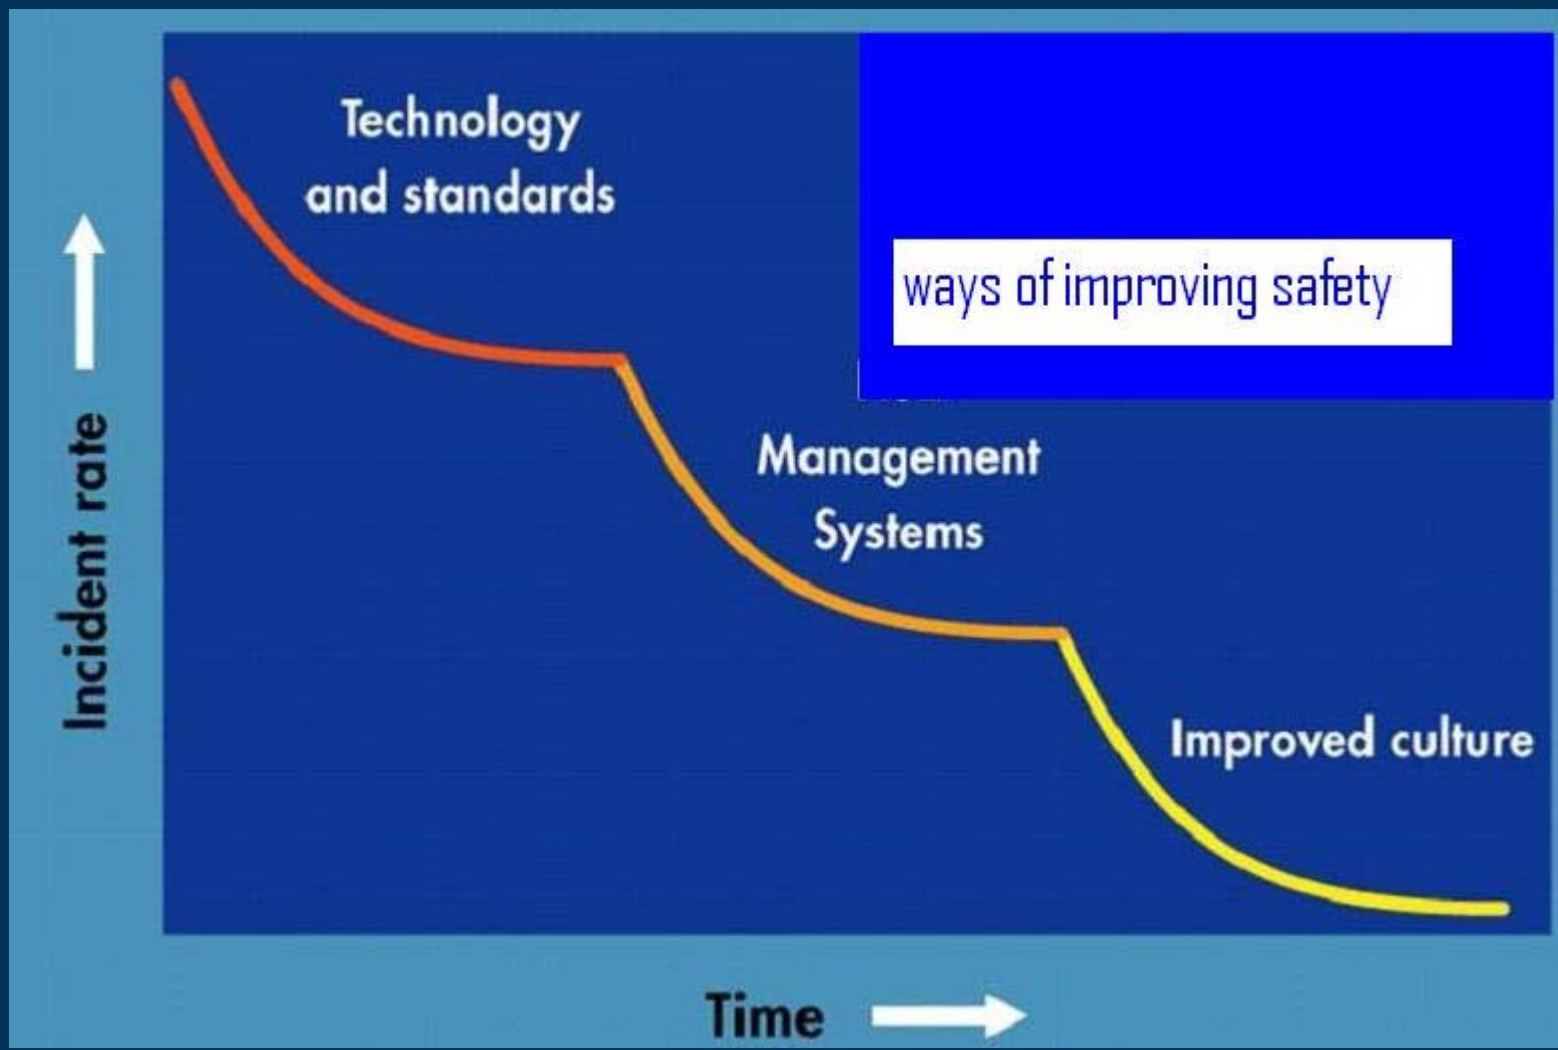 Technology
and standards
ways of improving safety
Management
Systems
Improved culture
Incident rate
Time